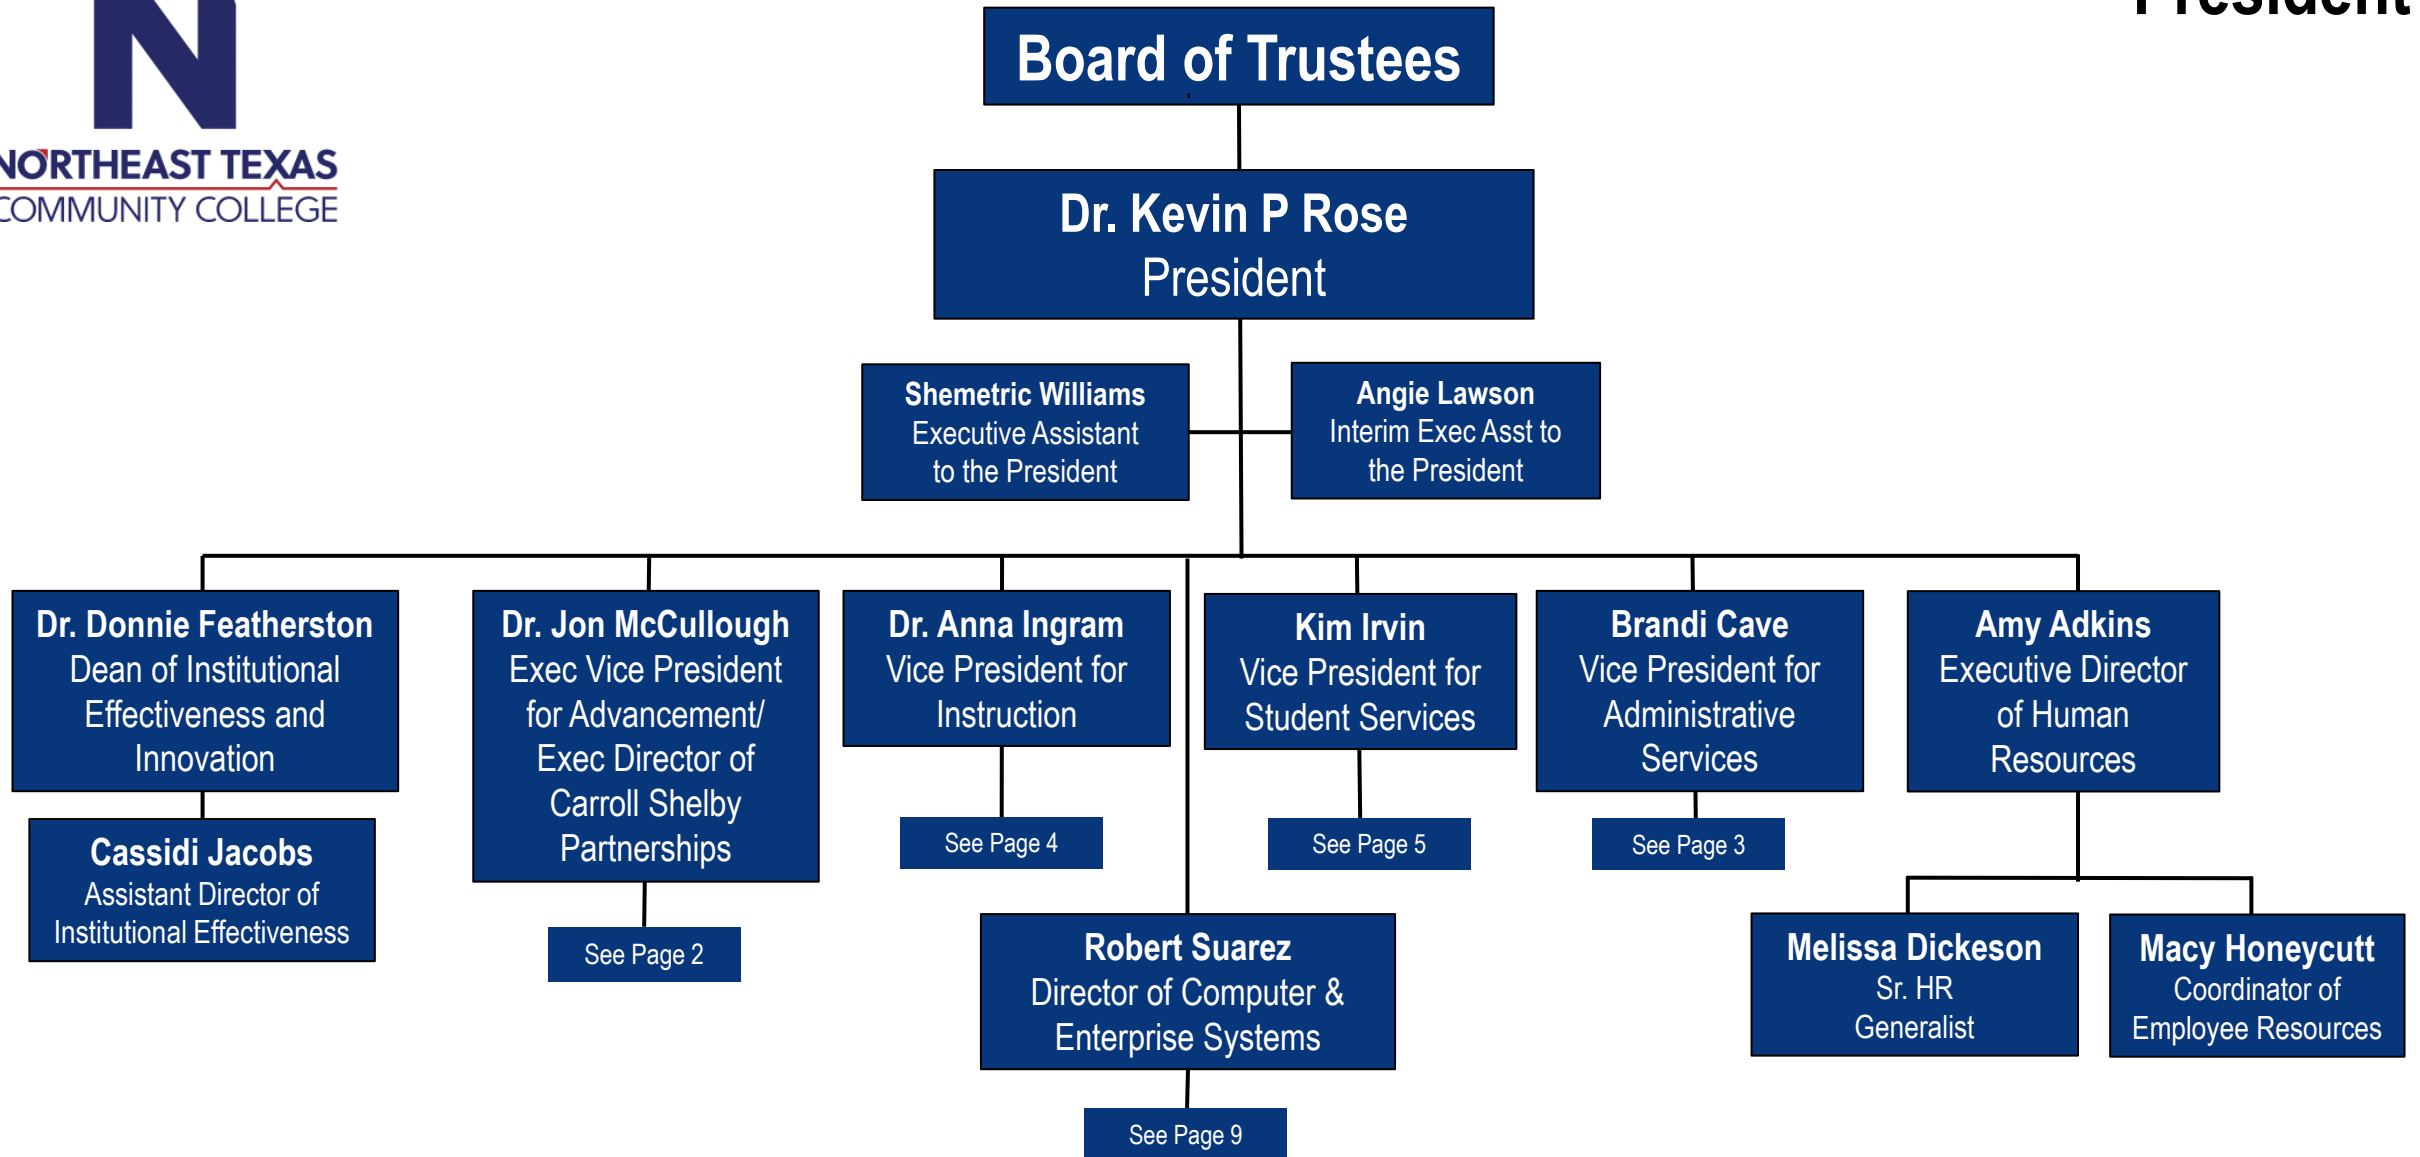 President
N
NORTHEAST TEXAS
COMMUNITY COLLEGE
Board of Trustees
Dr. Kevin P Rose
President
Shemetric Williams
Executive Assistant
to the President
Angie Lawson
Interim Exec Asst to
the President
Dr. Donnie Featherston
Dean of Institutional
Effectiveness and
Innovation
Cassidi Jacobs
Assistant Director of
Institutional Effectiveness
Dr. Jon McCullough
Exec Vice President
for Advancement/
Exec Director of
Carroll Shelby
Partnerships
See Page 2
Dr. Anna Ingram
Vice President for
Instruction
See Page 4
Robert Suarez
Director of Computer &
Enterprise Systems
See Page 9
Kim Irvin
Vice President for
Student Services
See Page 5
Brandi Cave
Vice President for
Administrative
Services
See Page 3
Amy Adkins
Executive Director
of Human
Resources
Melissa Dickeson
Sr. HR
Generalist
Macy Honeycutt
Coordinator of
Employee Resources